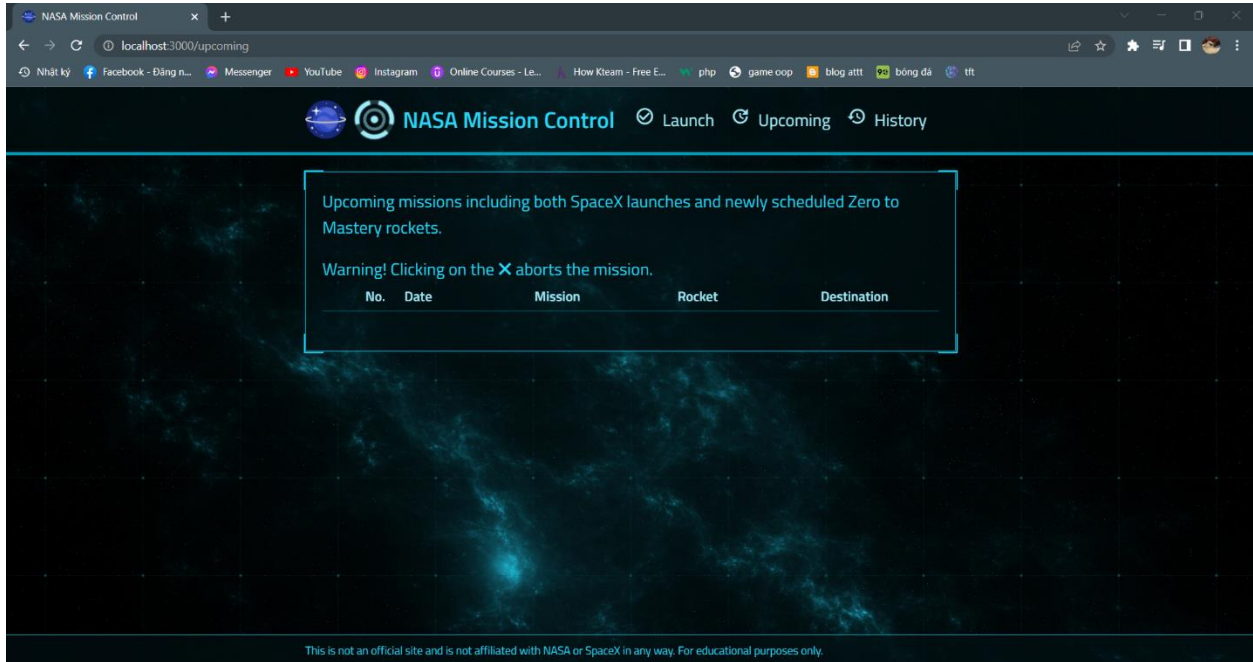 NASA Mission Control
localhost:3000/upcoming
Nhật ký Facebook - Đăng n... Messenger YouTube Instagram Online Courses - Le... How Kteam - Free E... php game oop blog attt bóng đá tft
NASA Mission Control Launch Upcoming History
Upcoming missions including both SpaceX launches and newly scheduled Zero to
Mastery rockets.
Warning! Clicking on the ✕ aborts the mission.
No. Date Mission Rocket Destination
This is not an official site and is not affiliated with NASA or SpaceX in any way. For educational purposes only.